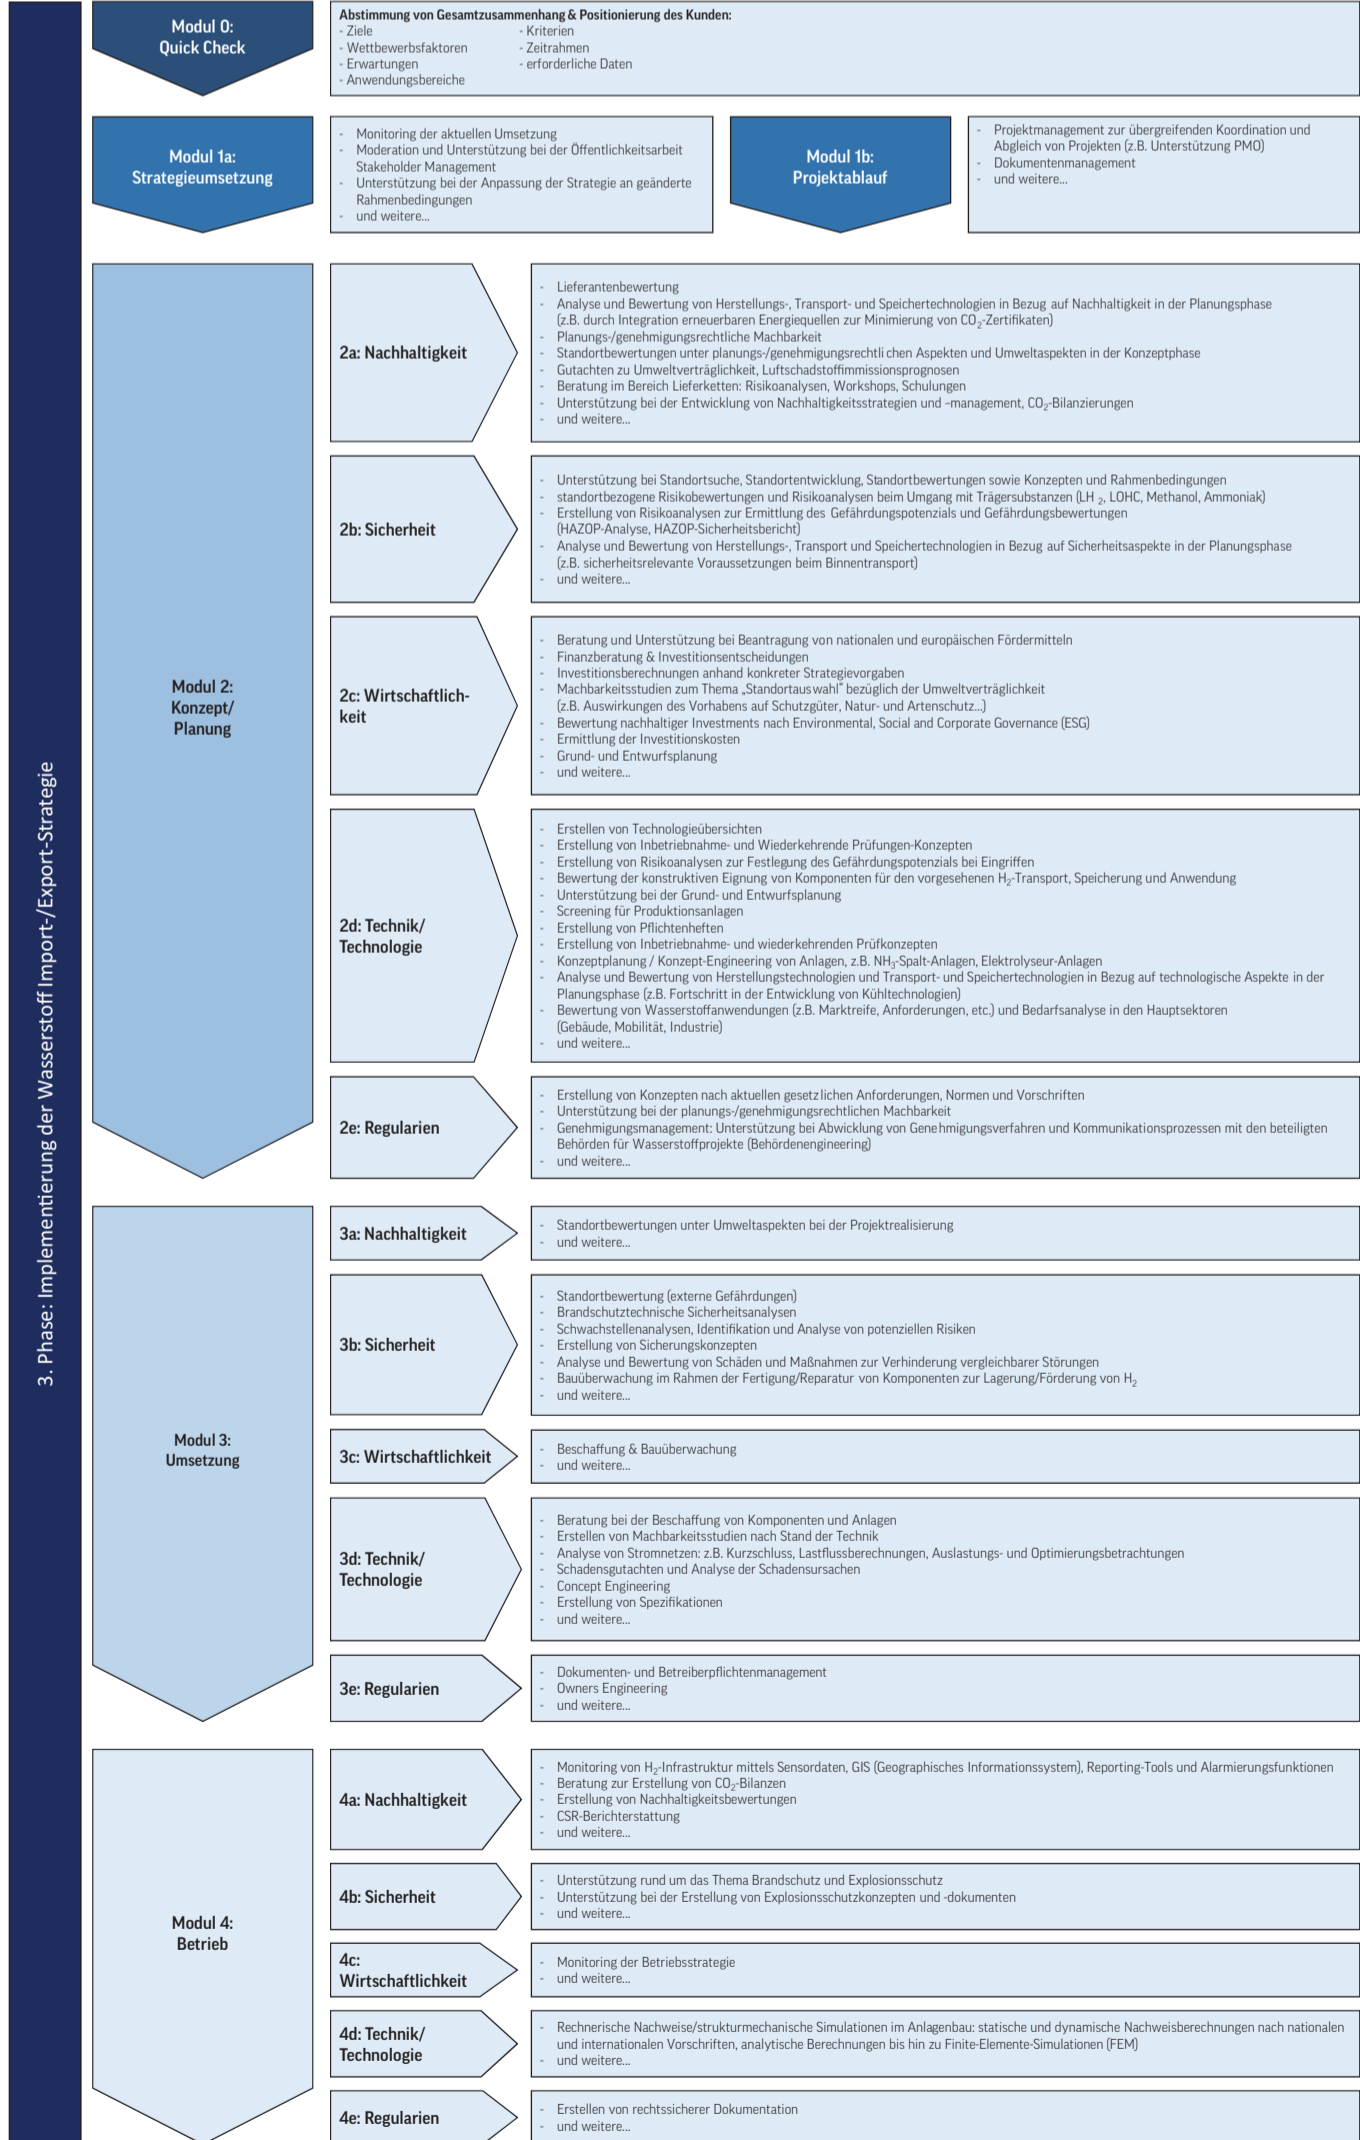 3. Phase: Implementierung der Wasserstoff Import-/Export-Strategie
Modul 0:
Quick Check
Abstimmung von Gesamtzusammenhang & Positionierung des Kunden:
- Ziele
- Wettbewerbsfaktoren
- Erwartungen
- Anwendungsbereiche
- Kriterien
- Zeitrahmen
- erforderliche Daten
Modul 1a:
Strategieumsetzung
- Monitoring der aktuellen Umsetzung
- Moderation und Unterstützung bei der Öffentlichkeitsarbeit
Stakeholder Management
- Unterstützung bei der Anpassung der Strategie an geänderte
Rahmenbedingungen
- und weitere...
Modul 1b:
Projektablauf
- Projektmanagement zur übergreifenden Koordination und
Abgleich von Projekten (z.B. Unterstützung PMO)
- Dokumentenmanagement
- und weitere...
Modul 2:
Konzept/
Planung
2a: Nachhaltigkeit
- Lieferantenbewertung
- Analyse und Bewertung von Herstellungs-, Transport- und Speichertechnologien in Bezug auf Nachhaltigkeit in der Planungsphase
(z.B. durch Integration erneuerbaren Energiequellen zur Minimierung von CO₂-Zertifikaten)
- Planungs-/genehmigungsrechtliche Machbarkeit
- Standortbewertungen unter planungs-/genehmigungsrechtlichen Aspekten und Umweltaspekten in der Konzeptphase
- Gutachten zu Umweltverträglichkeit, Luftschadstoffimmissionsprognosen
- Beratung im Bereich Lieferketten: Risikoanalysen, Workshops, Schulungen
- Unterstützung bei der Entwicklung von Nachhaltigkeitsstrategien und –management, CO₂-Bilanzierungen
- und weitere...
2b: Sicherheit
- Unterstützung bei Standortsuche, Standortentwicklung, Standortbewertungen sowie Konzepten und Rahmenbedingungen
- standortbezogene Risikobewertungen und Risikoanalysen beim Umgang mit Trägersubstanzen (LH ₂, LOHC, Methanol, Ammoniak)
- Erstellung von Risikoanalysen zur Ermittlung des Gefährdungspotenzials und Gefährdungsbewertungen
(HAZOP-Analyse, HAZOP-Sicherheitsbericht)
- Analyse und Bewertung von Herstellungs-, Transport und Speichertechnologien in Bezug auf Sicherheitsaspekte in der Planungsphase
(z.B. sicherheitsrelevante Voraussetzungen beim Binnentransport)
- und weitere...
2c: Wirtschaftlich-
keit
- Beratung und Unterstützung bei Beantragung von nationalen und europäischen Fördermitteln
- Finanzberatung & Investitionsentscheidungen
- Investitionsberechnungen anhand konkreter Strategievorgaben
- Machbarkeitsstudien zum Thema „Standortauswahl“ bezüglich der Umweltverträglichkeit
(z.B. Auswirkungen des Vorhabens auf Schutzgüter, Natur- und Artenschutz...)
- Bewertung nachhaltiger Investments nach Environmental, Social and Corporate Governance (ESG)
- Ermittlung der Investitionskosten
- Grund- und Entwurfsplanung
- und weitere...
2d: Technik/
Technologie
- Erstellen von Technologieübersichten
- Erstellung von Inbetriebnahme- und Wiederkehrende Prüfungen-Konzepten
- Erstellung von Risikoanalysen zur Festlegung des Gefährdungspotenzials bei Eingriffen
- Bewertung der konstruktiven Eignung von Komponenten für den vorgesehenen H₂-Transport, Speicherung und Anwendung
- Unterstützung bei der Grund- und Entwurfsplanung
- Screening für Produktionsanlagen
- Erstellung von Pflichtenheften
- Erstellung von Inbetriebnahme- und wiederkehrenden Prüfkonzepten
- Konzeptplanung / Konzept-Engineering von Anlagen, z.B. NH₃-Spalt-Anlagen, Elektrolyseur-Anlagen
- Analyse und Bewertung von Herstellungstechnologien und Transport- und Speichertechnologien in Bezug auf technologische Aspekte in der
Planungsphase (z.B. Fortschritt in der Entwicklung von Kühltechnologien)
- Bewertung von Wasserstoffanwendungen (z.B. Marktreife, Anforderungen, etc.) und Bedarfsanalyse in den Hauptsektoren
(Gebäude, Mobilität, Industrie)
- und weitere...
2e: Regularien
- Erstellung von Konzepten nach aktuellen gesetzlichen Anforderungen, Normen und Vorschriften
- Unterstützung bei der planungs-/genehmigungsrechtlichen Machbarkeit
- Genehmigungsmanagement: Unterstützung bei Abwicklung von Genehmigungsverfahren und Kommunikationsprozessen mit den beteiligten
Behörden für Wasserstoffprojekte (Behördenengineering)
- und weitere...
Modul 3:
Umsetzung
3a: Nachhaltigkeit
- Standortbewertungen unter Umweltaspekten bei der Projektrealisierung
- und weitere...
3b: Sicherheit
- Standortbewertung (externe Gefährdungen)
- Brandschutztechnische Sicherheitsanalysen
- Schwachstellenanalysen, Identifikation und Analyse von potenziellen Risiken
- Erstellung von Sicherungskonzepten
- Analyse und Bewertung von Schäden und Maßnahmen zur Verhinderung vergleichbarer Störungen
- Bauüberwachung im Rahmen der Fertigung/Reparatur von Komponenten zur Lagerung/Förderung von H₂
- und weitere...
3c: Wirtschaftlichkeit
- Beschaffung & Bauüberwachung
- und weitere...
3d: Technik/
Technologie
- Beratung bei der Beschaffung von Komponenten und Anlagen
- Erstellen von Machbarkeitsstudien nach Stand der Technik
- Analyse von Stromnetzen: z.B. Kurzschluss, Lastflussberechnungen, Auslastungs- und Optimierungsbetrachtungen
- Schadensgutachten und Analyse der Schadensursachen
- Concept Engineering
- Erstellung von Spezifikationen
- und weitere...
3e: Regularien
- Dokumenten- und Betreiberpflichtenmanagement
- Owners Engineering
- und weitere...
Modul 4:
Betrieb
4a: Nachhaltigkeit
- Monitoring von H₂-Infrastruktur mittels Sensordaten, GIS (Geographisches Informationssystem), Reporting-Tools und Alarmierungsfunktionen
- Beratung zur Erstellung von CO₂-Bilanzen
- Erstellung von Nachhaltigkeitsbewertungen
- CSR-Berichterstattung
- und weitere...
4b: Sicherheit
- Unterstützung rund um das Thema Brandschutz und Explosionsschutz
- Unterstützung bei der Erstellung von Explosionsschutzkonzepten und -dokumenten
- und weitere...
4c:
Wirtschaftlichkeit
- Monitoring der Betriebsstrategie
- und weitere...
4d: Technik/
Technologie
- Rechnerische Nachweise/strukturmechanische Simulationen im Anlagenbau: statische und dynamische Nachweisberechnungen nach nationalen
und internationalen Vorschriften, analytische Berechnungen bis hin zu Finite-Elemente-Simulationen (FEM)
- und weitere...
4e: Regularien
- Erstellen von rechtssicherer Dokumentation
- und weitere...